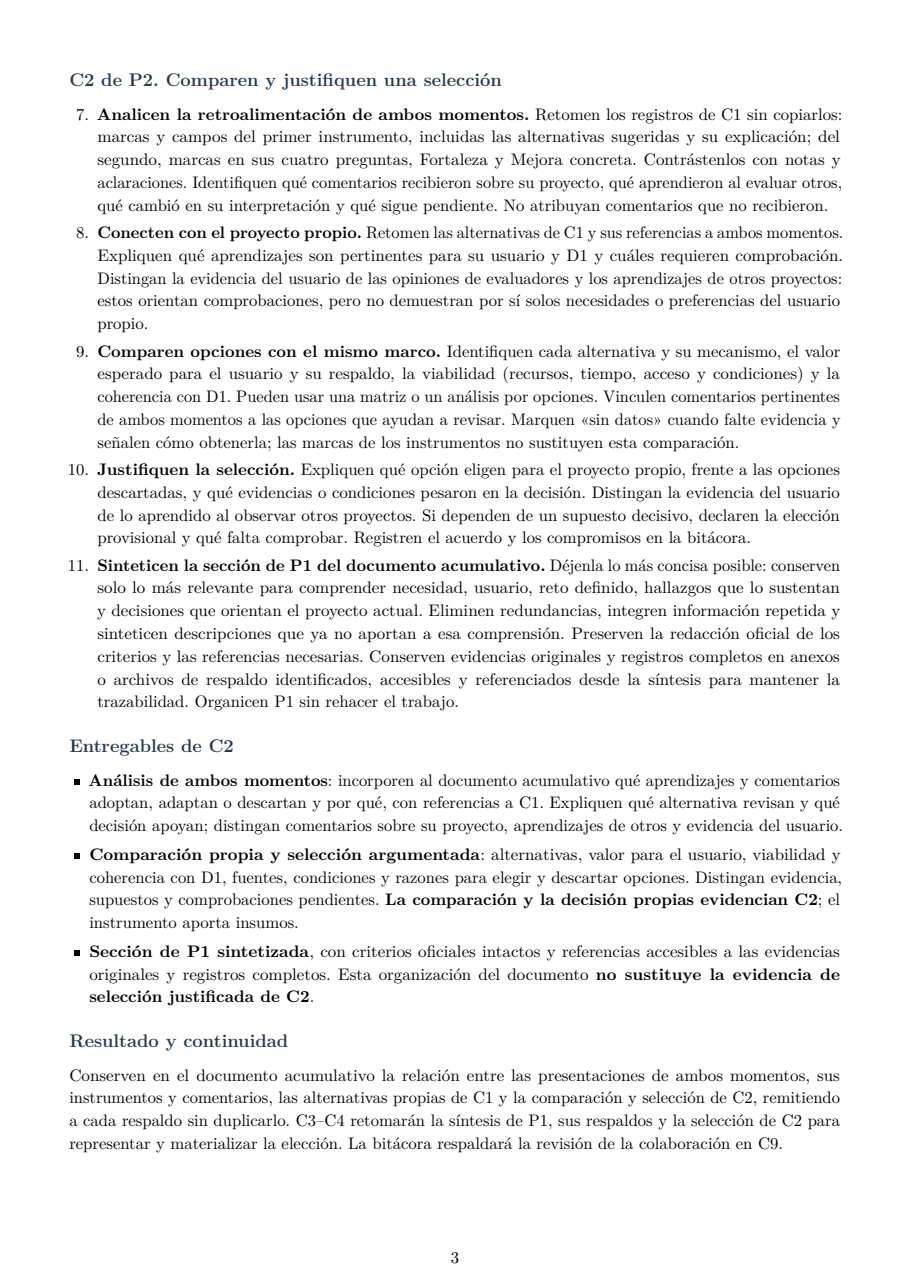 C2 de P2. Comparen y justifiquen una selección
7. Analicen la retroalimentación de ambos momentos. Retomen los registros de C1 sin copiarlos:
marcas y campos del primer instrumento, incluidas las alternativas sugeridas y su explicación; del
segundo, marcas en sus cuatro preguntas, Fortaleza y Mejora concreta. Contrástenlos con notas y
aclaraciones. Identifiquen qué comentarios recibieron sobre su proyecto, qué aprendieron al evaluar otros,
qué cambió en su interpretación y qué sigue pendiente. No atribuyan comentarios que no recibieron.
8. Conecten con el proyecto propio. Retomen las alternativas de C1 y sus referencias a ambos momentos.
Expliquen qué aprendizajes son pertinentes para su usuario y D1 y cuáles requieren comprobación.
Distingan la evidencia del usuario de las opiniones de evaluadores y los aprendizajes de otros proyectos:
estos orientan comprobaciones, pero no demuestran por sí solos necesidades o preferencias del usuario
propio.
9. Comparen opciones con el mismo marco. Identifiquen cada alternativa y su mecanismo, el valor
esperado para el usuario y su respaldo, la viabilidad (recursos, tiempo, acceso y condiciones) y la
coherencia con D1. Pueden usar una matriz o un análisis por opciones. Vinculen comentarios pertinentes
de ambos momentos a las opciones que ayudan a revisar. Marquen «sin datos» cuando falte evidencia y
señalen cómo obtenerla; las marcas de los instrumentos no sustituyen esta comparación.
10. Justifiquen la selección. Expliquen qué opción eligen para el proyecto propio, frente a las opciones
descartadas, y qué evidencias o condiciones pesaron en la decisión. Distingan la evidencia del usuario
de lo aprendido al observar otros proyectos. Si dependen de un supuesto decisivo, declaren la elección
provisional y qué falta comprobar. Registren el acuerdo y los compromisos en la bitácora.
11. Sinteticen la sección de P1 del documento acumulativo. Déjenla lo más concisa posible: conserven
solo lo más relevante para comprender necesidad, usuario, reto definido, hallazgos que lo sustentan
y decisiones que orientan el proyecto actual. Eliminen redundancias, integren información repetida y
sinteticen descripciones que ya no aportan a esa comprensión. Preserven la redacción oficial de los
criterios y las referencias necesarias. Conserven evidencias originales y registros completos en anexos
o archivos de respaldo identificados, accesibles y referenciados desde la síntesis para mantener la
trazabilidad. Organicen P1 sin rehacer el trabajo.
Entregables de C2
▪ Análisis de ambos momentos: incorporen al documento acumulativo qué aprendizajes y comentarios
adoptan, adaptan o descartan y por qué, con referencias a C1. Expliquen qué alternativa revisan y qué
decisión apoyan; distingan comentarios sobre su proyecto, aprendizajes de otros y evidencia del usuario.
▪ Comparación propia y selección argumentada: alternativas, valor para el usuario, viabilidad y
coherencia con D1, fuentes, condiciones y razones para elegir y descartar opciones. Distingan evidencia,
supuestos y comprobaciones pendientes. La comparación y la decisión propias evidencian C2; el
instrumento aporta insumos.
▪ Sección de P1 sintetizada, con criterios oficiales intactos y referencias accesibles a las evidencias
originales y registros completos. Esta organización del documento no sustituye la evidencia de
selección justificada de C2.
Resultado y continuidad
Conserven en el documento acumulativo la relación entre las presentaciones de ambos momentos, sus
instrumentos y comentarios, las alternativas propias de C1 y la comparación y selección de C2, remitiendo
a cada respaldo sin duplicarlo. C3–C4 retomarán la síntesis de P1, sus respaldos y la selección de C2 para
representar y materializar la elección. La bitácora respaldará la revisión de la colaboración en C9.
3